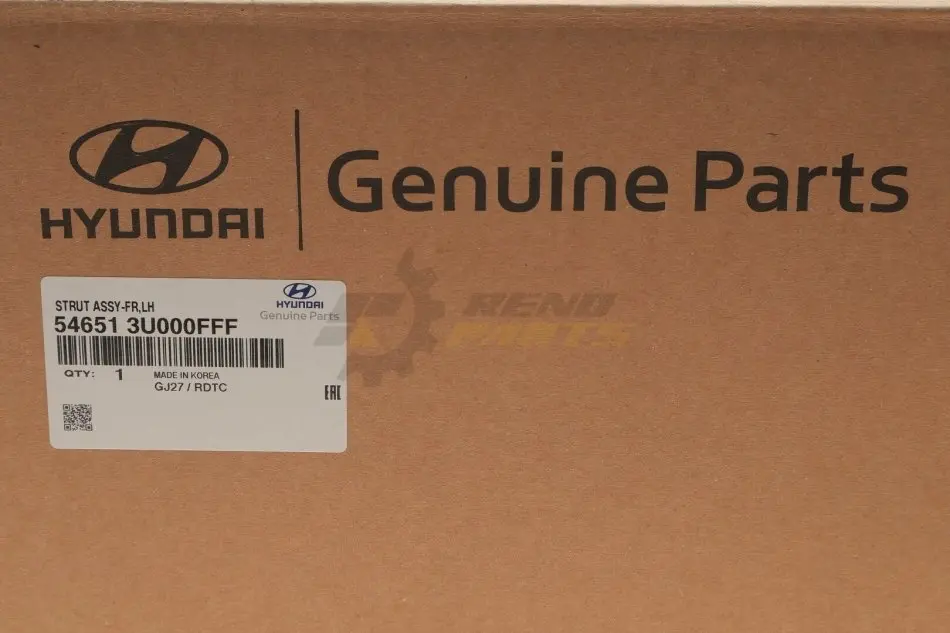 HYUNDAI
Genuine Parts
STRUT ASSY-FR,LH
HYUNDAI
Genuine Parts
54651 3U000FFF
QTY: 1 MADE IN KOREA
GJ27 / RDTC
EAC
REND
PARTS